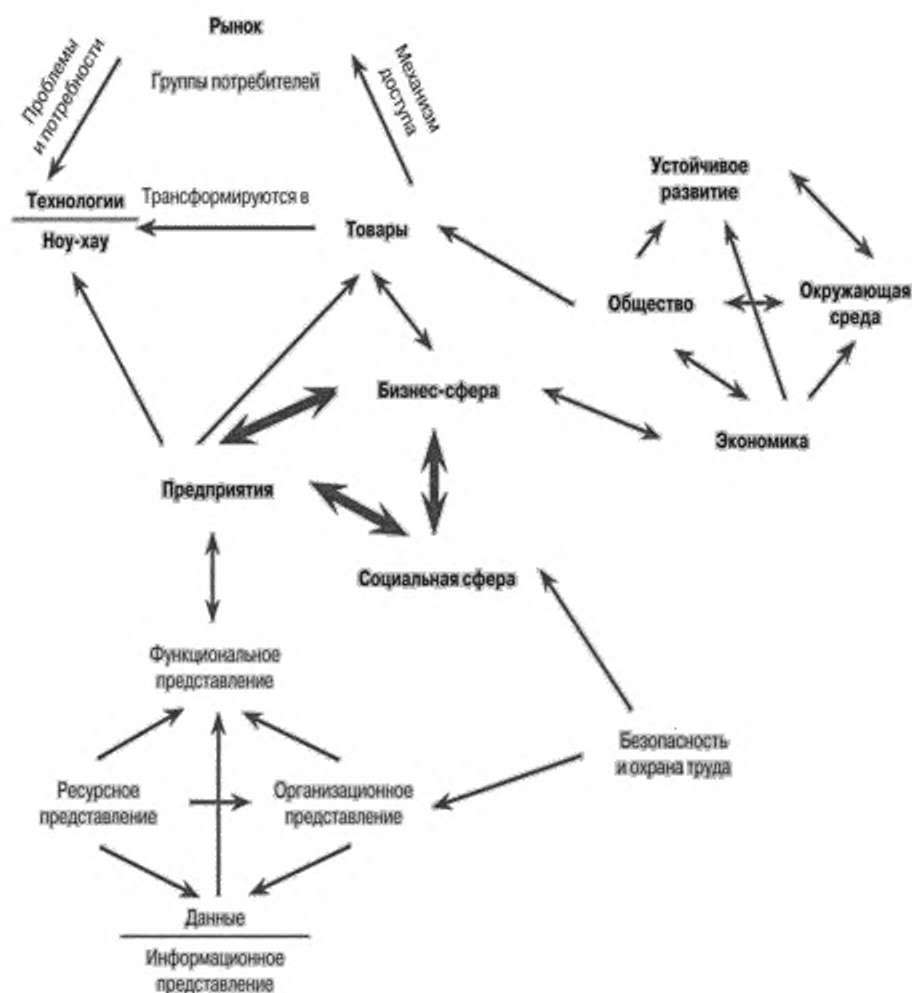 Рынок
Группы потребителей
Проблемы
и потребности
Механизм
доступа
Технологии
Ноу-хау
Трансформируются в
Товары
Устойчивое
развитие
Общество
Окружающая
среда
Бизнес-сфера
Экономика
Предприятия
Социальная сфера
Функциональное
представление
Безопасность
и охрана труда
Ресурсное
представление
Организационное
представление
Данные
Информационное
представление